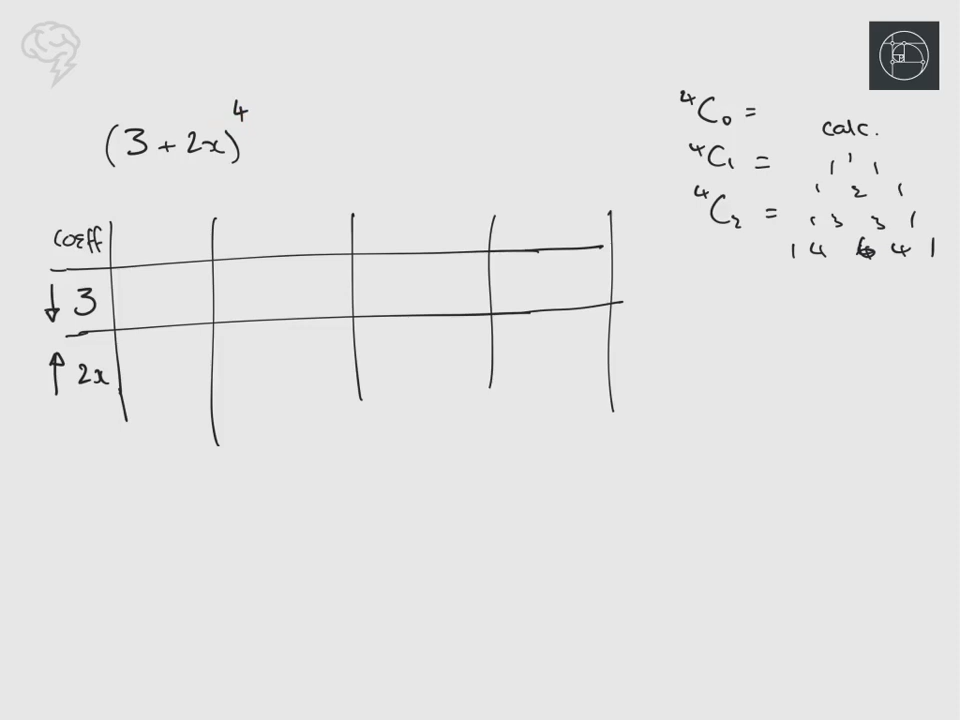 (3 + 2x)⁴
coeff
↓ 3
↑ 2x
⁴C₀ =
⁴C₁ =
⁴C₂ =
calc.
1 1 1
1 2 1
1 3 3 1
1 4 6 4 1